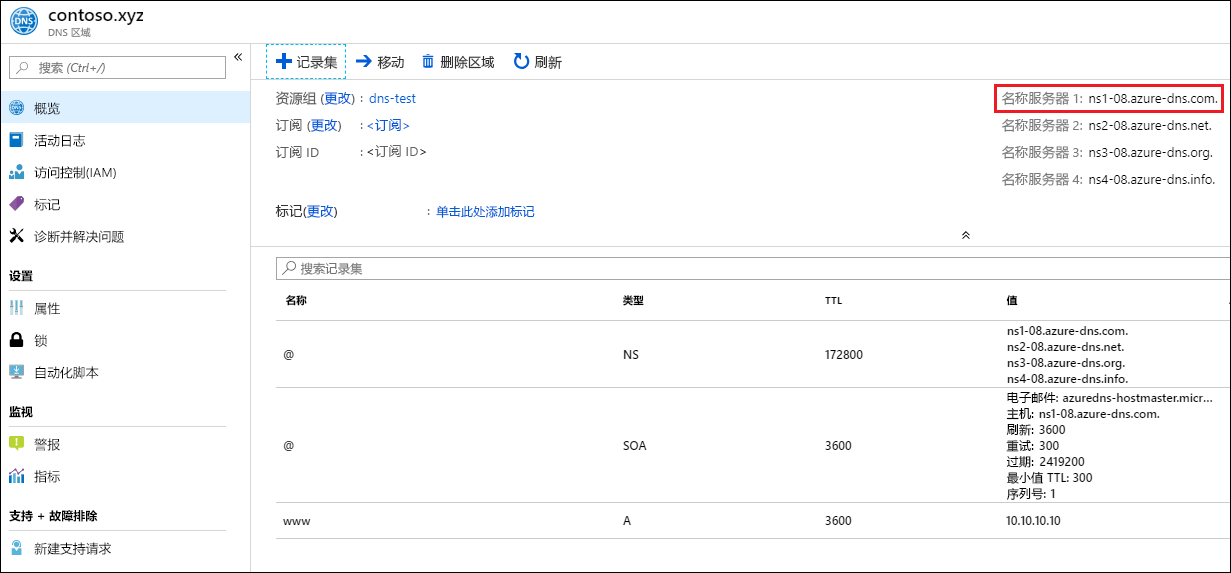 contoso.xyz
DNS 区域
搜索 (Ctrl+/)
«
概览
活动日志
访问控制(IAM)
标记
诊断并解决问题
设置
属性
锁
自动化脚本
监视
警报
指标
支持 + 故障排除
新建支持请求
记录集 移动 删除区域 刷新
资源组 (更改) : dns-test
订阅 (更改) : <订阅>
订阅 ID : <订阅 ID>
标记(更改) : 单击此处添加标记
名称服务器 1: ns1-08.azure-dns.com.
名称服务器 2: ns2-08.azure-dns.net.
名称服务器 3: ns3-08.azure-dns.org.
名称服务器 4: ns4-08.azure-dns.info.
搜索记录集
名称 类型 TTL 值
@ NS 172800
ns1-08.azure-dns.com.
ns2-08.azure-dns.net.
ns3-08.azure-dns.org.
ns4-08.azure-dns.info.
@ SOA 3600
电子邮件: azuredns-hostmaster.micr...
主机: ns1-08.azure-dns.com.
刷新: 3600
重试: 300
过期: 2419200
最小值 TTL: 300
序列号: 1
www A 3600 10.10.10.10